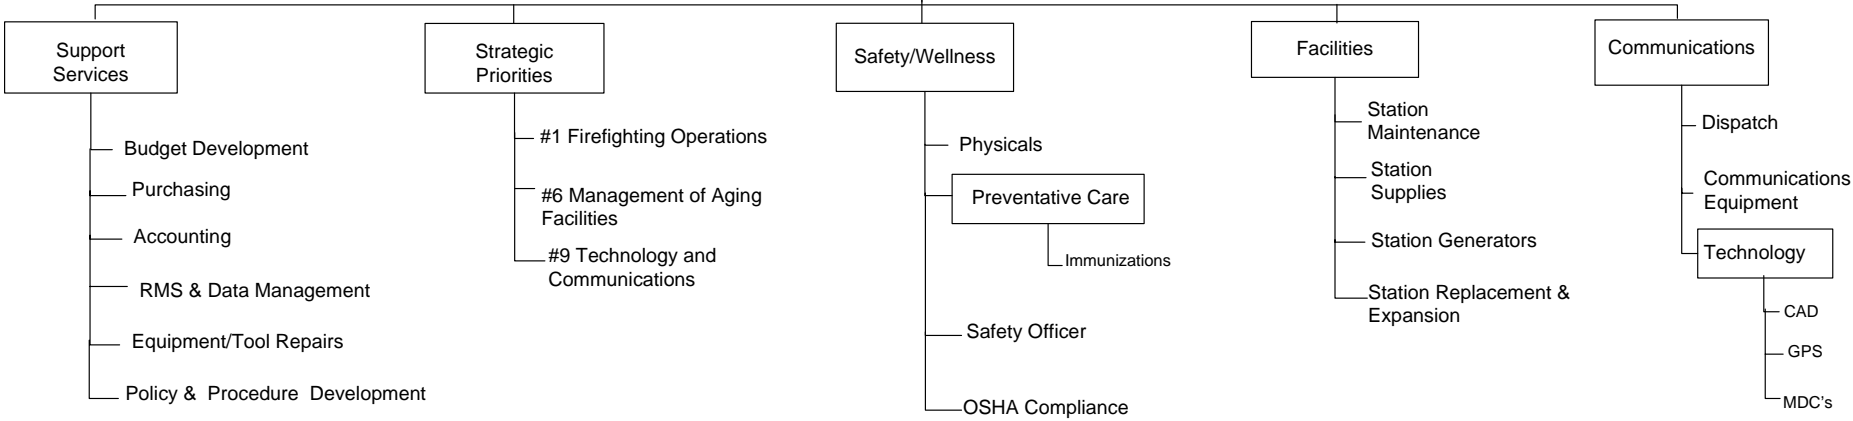 Support
Services
Budget Development
Purchasing
Accounting
RMS & Data Management
Equipment/Tool Repairs
Policy & Procedure Development
Strategic
Priorities
#1 Firefighting Operations
#6 Management of Aging
Facilities
#9 Technology and
Communications
Safety/Wellness
Physicals
Preventative Care
Immunizations
Safety Officer
OSHA Compliance
Facilities
Station
Maintenance
Station
Supplies
Station Generators
Station Replacement &
Expansion
Communications
Dispatch
Communications
Equipment
Technology
CAD
GPS
MDC's